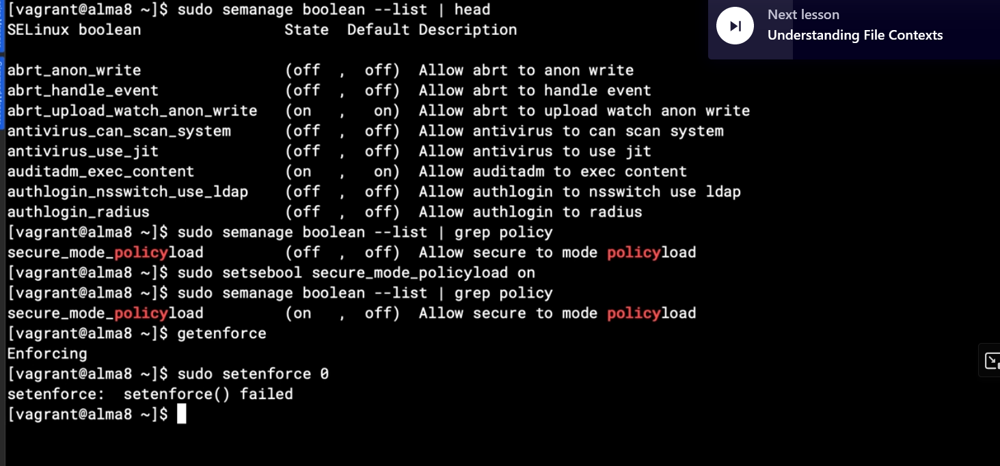 [vagrant@alma8 ~]$ sudo semanage boolean --list | head
SELinux boolean                State  Default Description
Next lesson
Understanding File Contexts
abrt_anon_write                (off  ,  off)  Allow abrt to anon write
abrt_handle_event              (off  ,  off)  Allow abrt to handle event
abrt_upload_watch_anon_write   (on   ,   on)  Allow abrt to upload watch anon write
antivirus_can_scan_system      (off  ,  off)  Allow antivirus to can scan system
antivirus_use_jit              (off  ,  off)  Allow antivirus to use jit
auditadm_exec_content          (on   ,   on)  Allow auditadm to exec content
authlogin_nsswitch_use_ldap    (off  ,  off)  Allow authlogin to nsswitch use ldap
authlogin_radius               (off  ,  off)  Allow authlogin to radius
[vagrant@alma8 ~]$ sudo semanage boolean --list | grep policy
secure_mode_policyload         (off  ,  off)  Allow secure to mode policyload
[vagrant@alma8 ~]$ sudo setsebool secure_mode_policyload on
[vagrant@alma8 ~]$ sudo semanage boolean --list | grep policy
secure_mode_policyload         (on   ,  off)  Allow secure to mode policyload
[vagrant@alma8 ~]$ getenforce
Enforcing
[vagrant@alma8 ~]$ sudo setenforce 0
setenforce:  setenforce() failed
[vagrant@alma8 ~]$